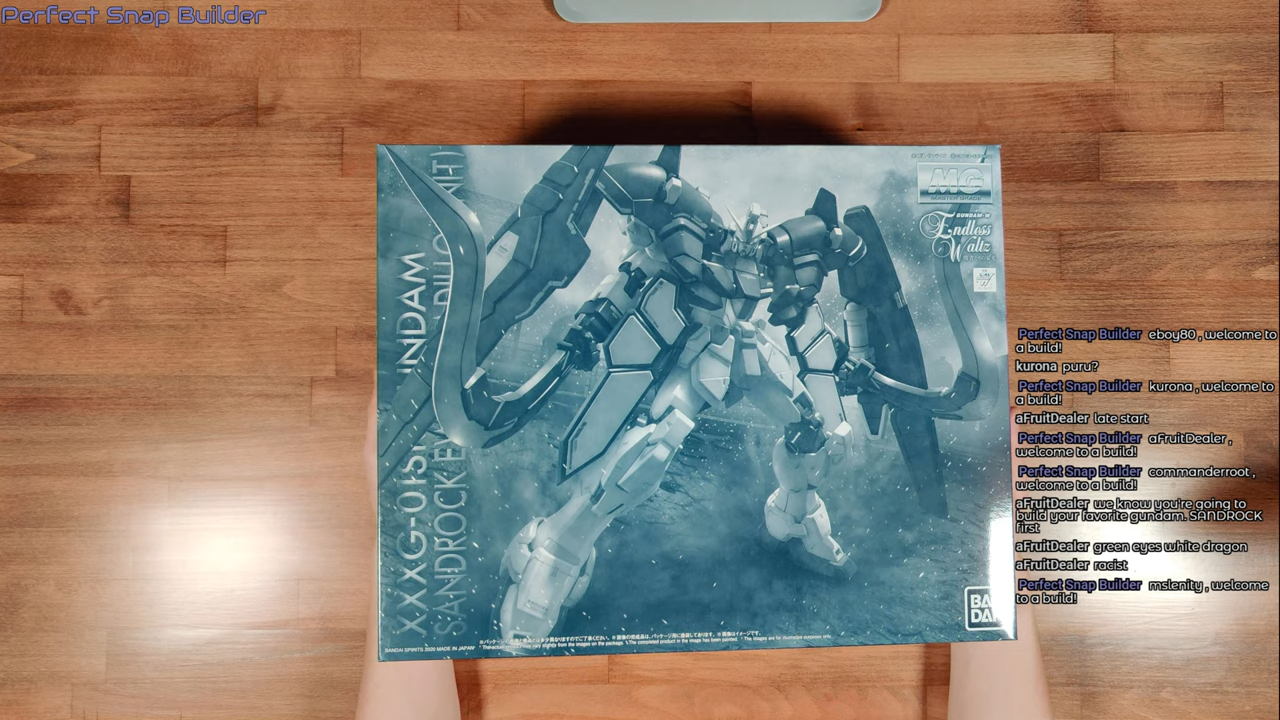 Perfect Snap Builder
MG
MASTER GRADE
GUNDAM-W
Endless
Waltz
XXXG-01S
SANDROCK
BANDAI SPIRITS 2020 MADE IN JAPAN
BAN
DAI
Perfect Snap Builder eboy80 , welcome to
a build!
kurona puru?
Perfect Snap Builder kurona , welcome to
a build!
aFruitDealer late start
Perfect Snap Builder aFruitDealer ,
welcome to a build!
Perfect Snap Builder commanderroot ,
welcome to a build!
aFruitDealer we know you're going to
build your favorite gundam. SANDROCK
first
aFruitDealer green eyes white dragon
aFruitDealer racist
Perfect Snap Builder mslenity , welcome
to a build!